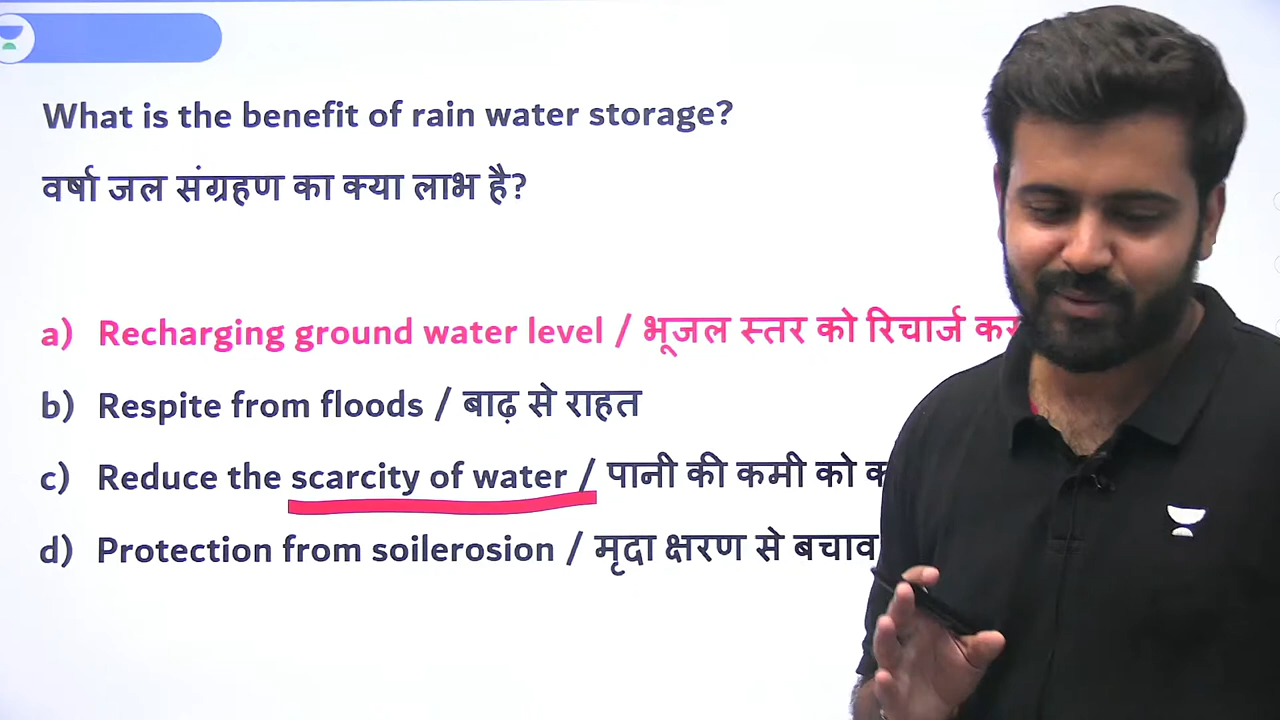 What is the benefit of rain water storage?
वर्षा जल संग्रहण का क्या लाभ है?
a) Recharging ground water level / भूजल स्तर को रिचार्ज
b) Respite from floods / बाढ़ से राहत
c) Reduce the scarcity of water / पानी की कमी को
d) Protection from soilerosion / मृदा क्षरण से बचाव